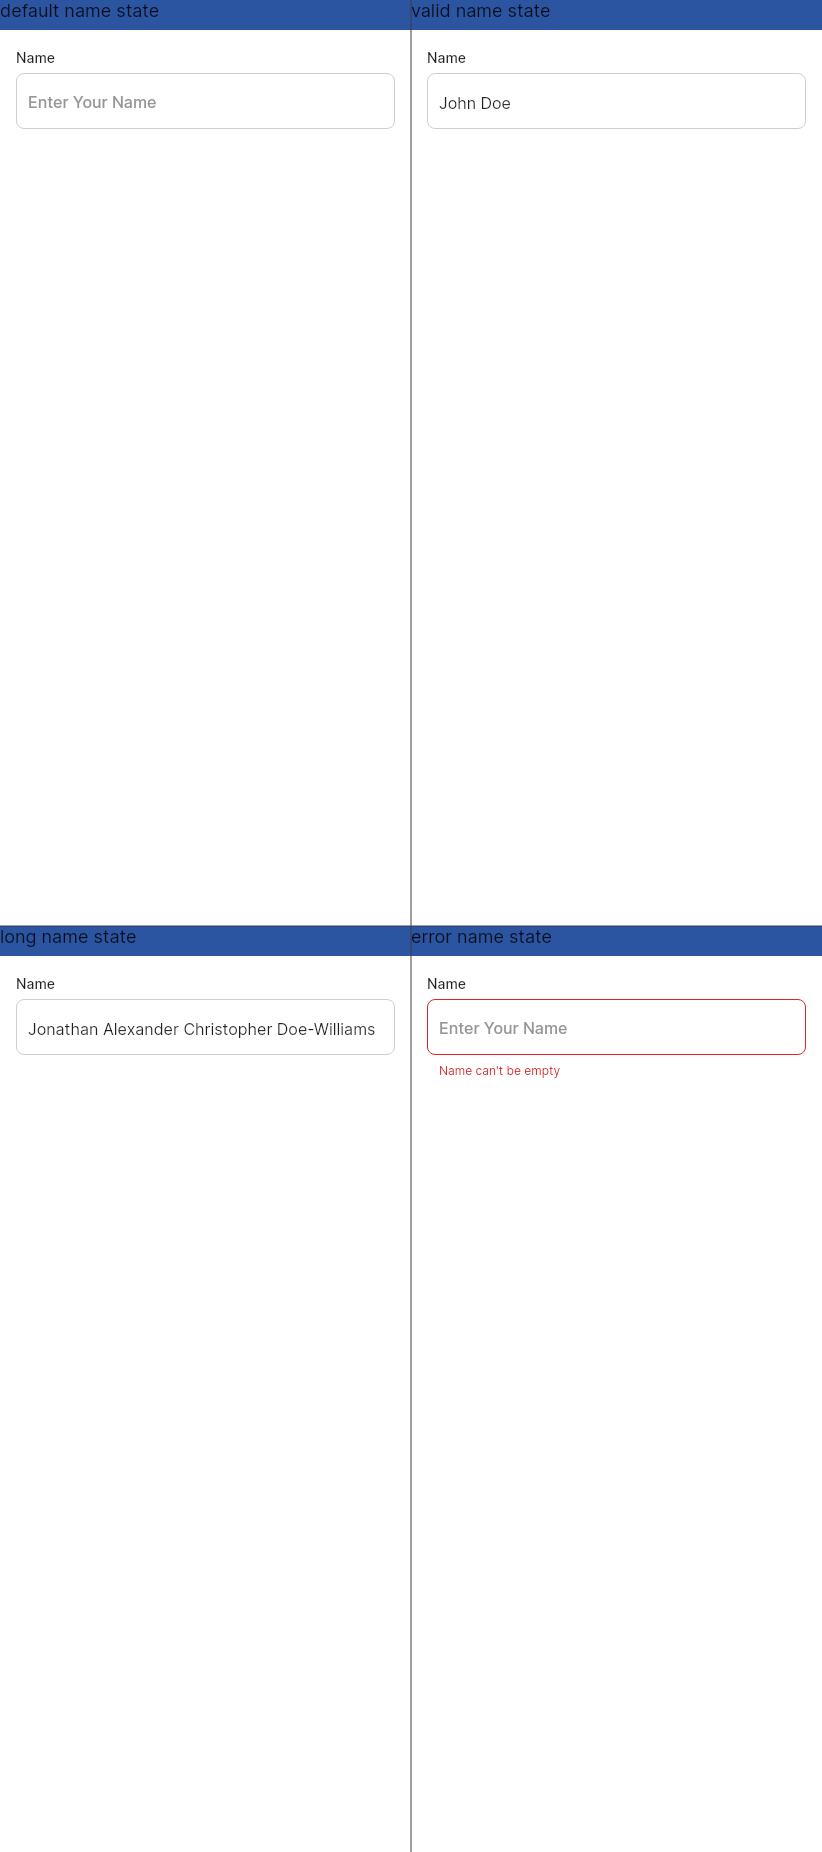 default name state
valid name state
Name
Enter Your Name
Name
John Doe
long name state
error name state
Name
Jonathan Alexander Christopher Doe-Williams
Name
Enter Your Name
Name can't be empty